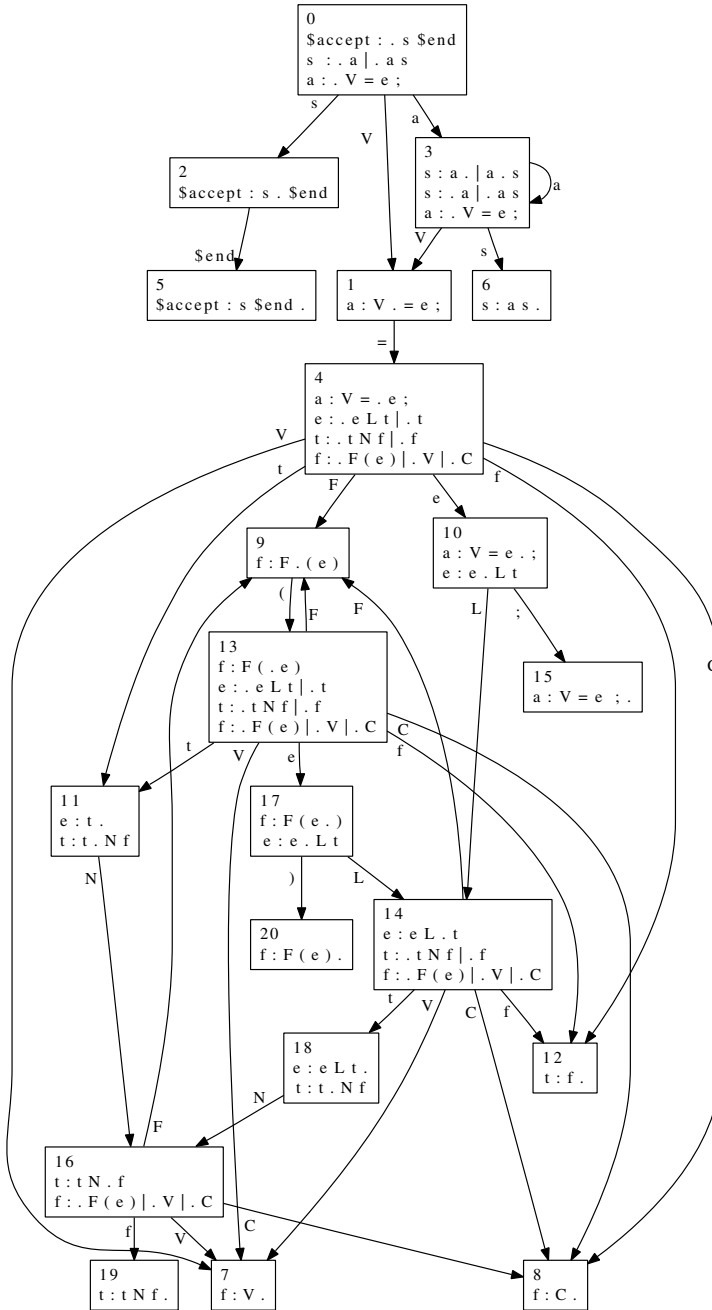 0
$accept : . s $end
s : . a | . a s
a : . V = e ;
s
V
a
3
s : a . | a . s
s : . a | . a s
a : . V = e ;
a
2
$accept : s . $end
V
s
$end
5
$accept : s $end .
1
a : V . = e ;
6
s : a s .
=
4
a : V = . e ;
e : . e L t | . t
t : . t N f | . f
f : . F ( e ) | . V | . C
V
t
F
e
f
9
f : F . ( e )
10
a : V = e . ;
e : e . L t
(
F
F
L
;
13
f : F ( . e )
e : . e L t | . t
t : . t N f | . f
f : . F ( e ) | . V | . C
15
a : V = e ; .
C
t
V
e
C
f
11
e : t .
t : t . N f
17
f : F ( e . )
e : e . L t
N
)
L
14
e : e L . t
t : . t N f | . f
f : . F ( e ) | . V | . C
20
f : F ( e ) .
t
V
C
f
18
e : e L t .
t : t . N f
12
t : f .
N
F
16
t : t N . f
f : . F ( e ) | . V | . C
f
V
C
19
t : t N f .
7
f : V .
8
f : C .